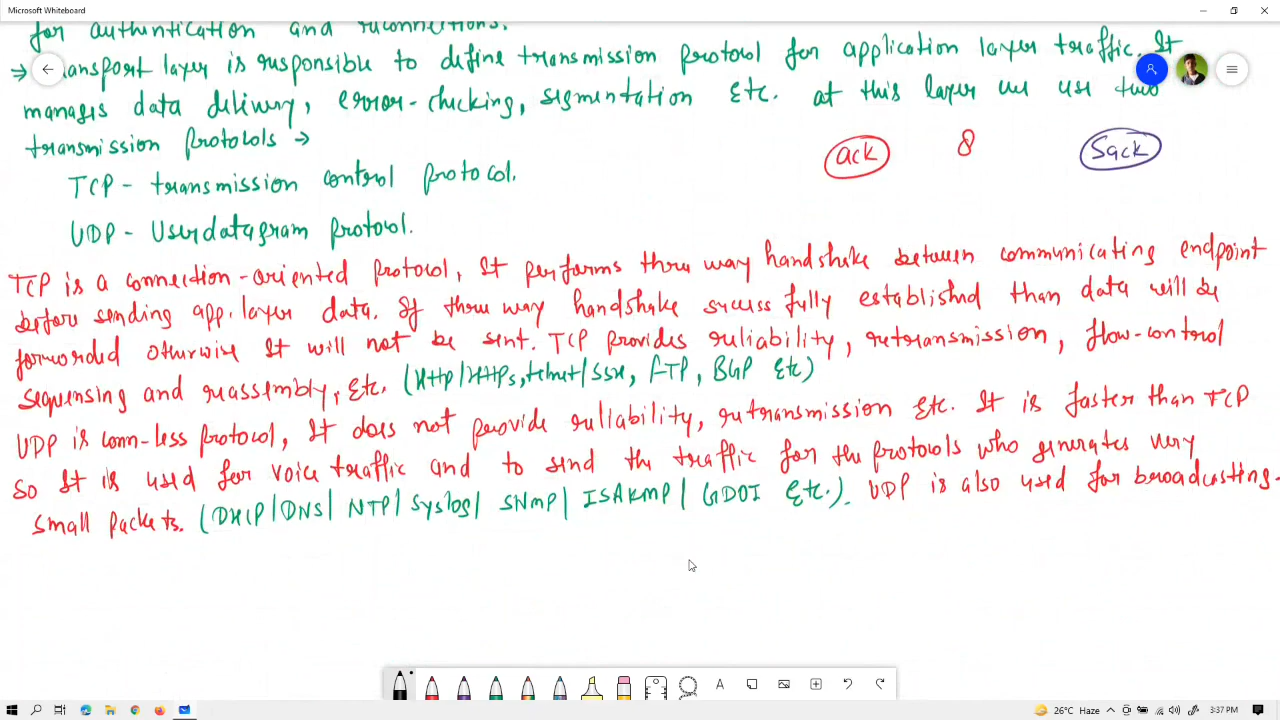 Microsoft Whiteboard
for authentication and reconnections.
→ Transport layer is responsible to define transmission protocol for application layer traffic. It
manages data delivery, error-checking, segmentation Etc. at this layer we use two
transmission protocols →
ack 8 Sack
TCP - transmission control protocol.
UDP - User datagram protocol.
TCP is a connection-oriented protocol, It performs three way handshake between communicating endpoint
before sending app. layer data. If three way handshake sucess fully established than data will be
forwarded otherwise It will not be sent. TCP provides reliability, retransmission, flow-control
sequensing and reassembly, Etc. (HTTP/HTTPs, telnet/SSH, FTP, BGP Etc)
UDP is conn-less protocol, It does not provide reliability, retransmission Etc. It is faster than TCP
So It is used for voice traffic and to send the traffic for the protocols who generates very
small packets. (DHCP|DNS| NTP| Syslog| SNMP| ISAKMP| GDOI Etc.). UDP is also used for broadcasting.
A
26°C Haze 3:37 PM